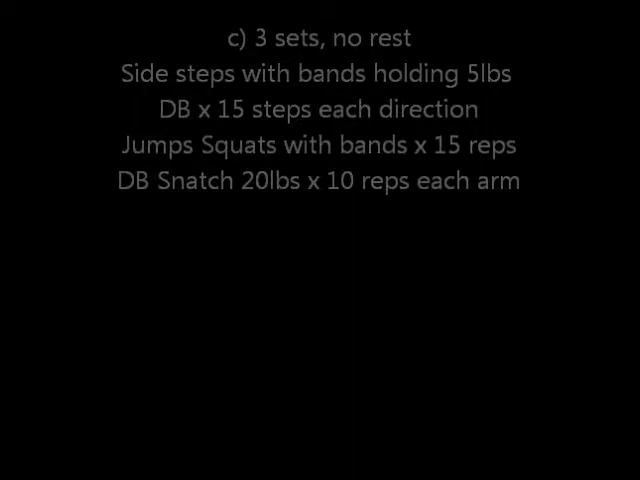 c) 3 sets, no rest
Side steps with bands holding 5lbs
DB x 15 steps each direction
Jumps Squats with bands x 15 reps
DB Snatch 20lbs x 10 reps each arm